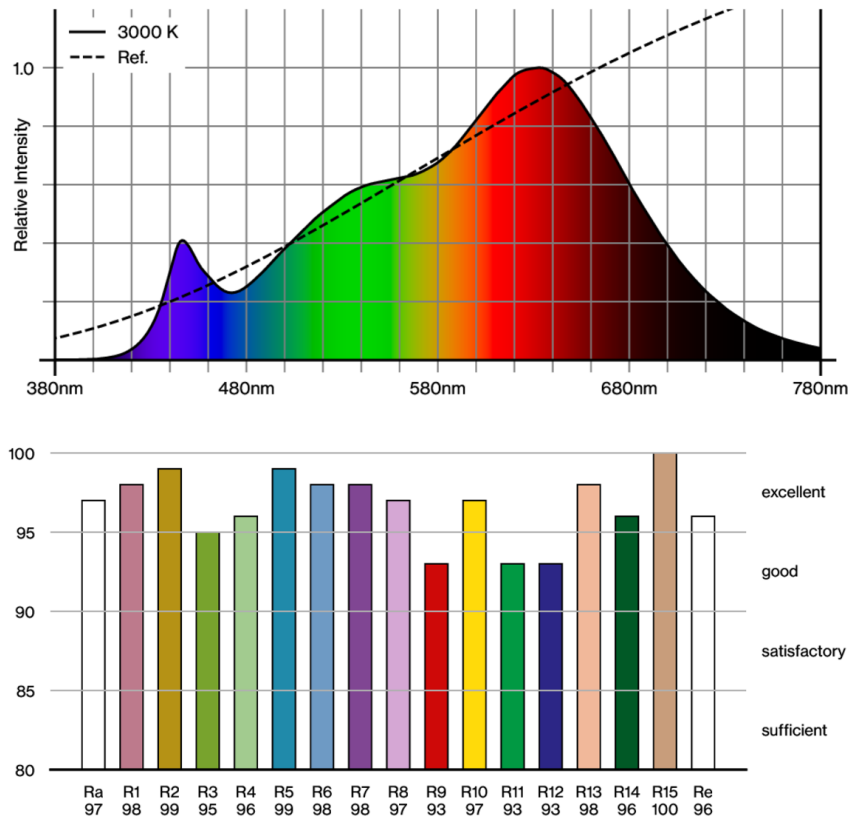 3000 K
Ref.
1.0
Relative Intensity
380nm 480nm 580nm 680nm 780nm
100
excellent
95
good
90
satisfactory
85
sufficient
80
Ra R1 R2 R3 R4 R5 R6 R7 R8 R9 R10 R11 R12 R13 R14 R15 Re
97 98 99 95 96 99 98 98 97 93 97 93 93 98 96 100 96